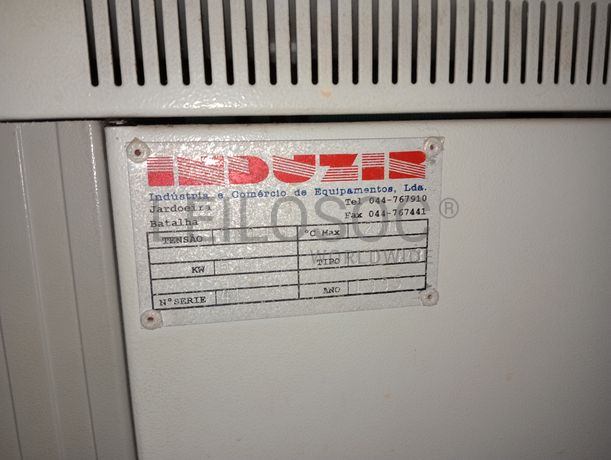 INDUZIR
Indústria e Comércio de Equipamentos, Lda.
Jardoeira Tel 044-767910
Batalha Fax 044-767441
LEILOSOC®
WORLDWIDE
TENSÃO °C Max
KW TIPO
Nº SERIE ANO